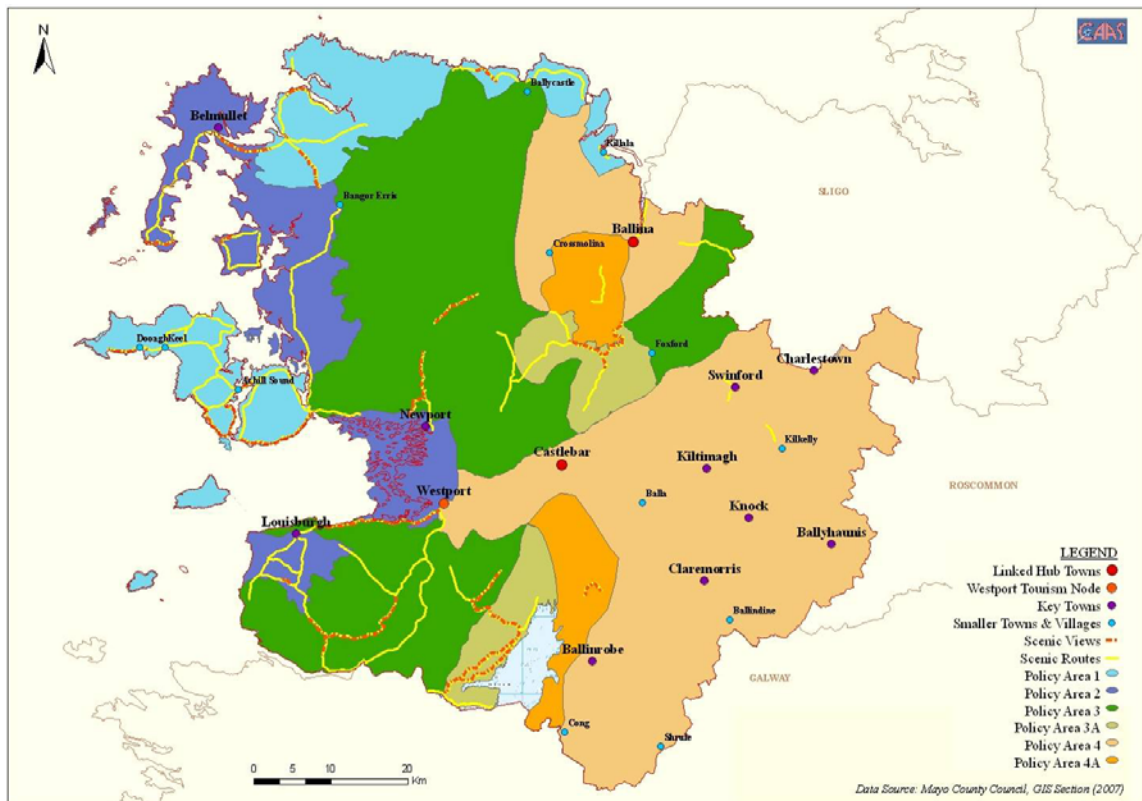 N
CAAS
Ballycastle
Belmullet
Killala
SLIGO
Bangor Erris
Ballina
Crossmolina
DooaghKeel
Foxford
Charlestown
Achill Sound
Swinford
Newport
Kilkelly
Castlebar
Kiltimagh
ROSCOMMON
Westport
Balla
Knock
Louisburgh
Ballyhaunis
Claremorris
Ballindine
Ballinrobe
GALWAY
Cong
Shrule
LEGEND
Linked Hub Towns
Westport Tourism Node
Key Towns
Smaller Towns & Villages
Scenic Views
Scenic Routes
Policy Area 1
Policy Area 2
Policy Area 3
Policy Area 3A
Policy Area 4
Policy Area 4A
0 5 10 20
Km
Data Source: Mayo County Council, GIS Section (2007)